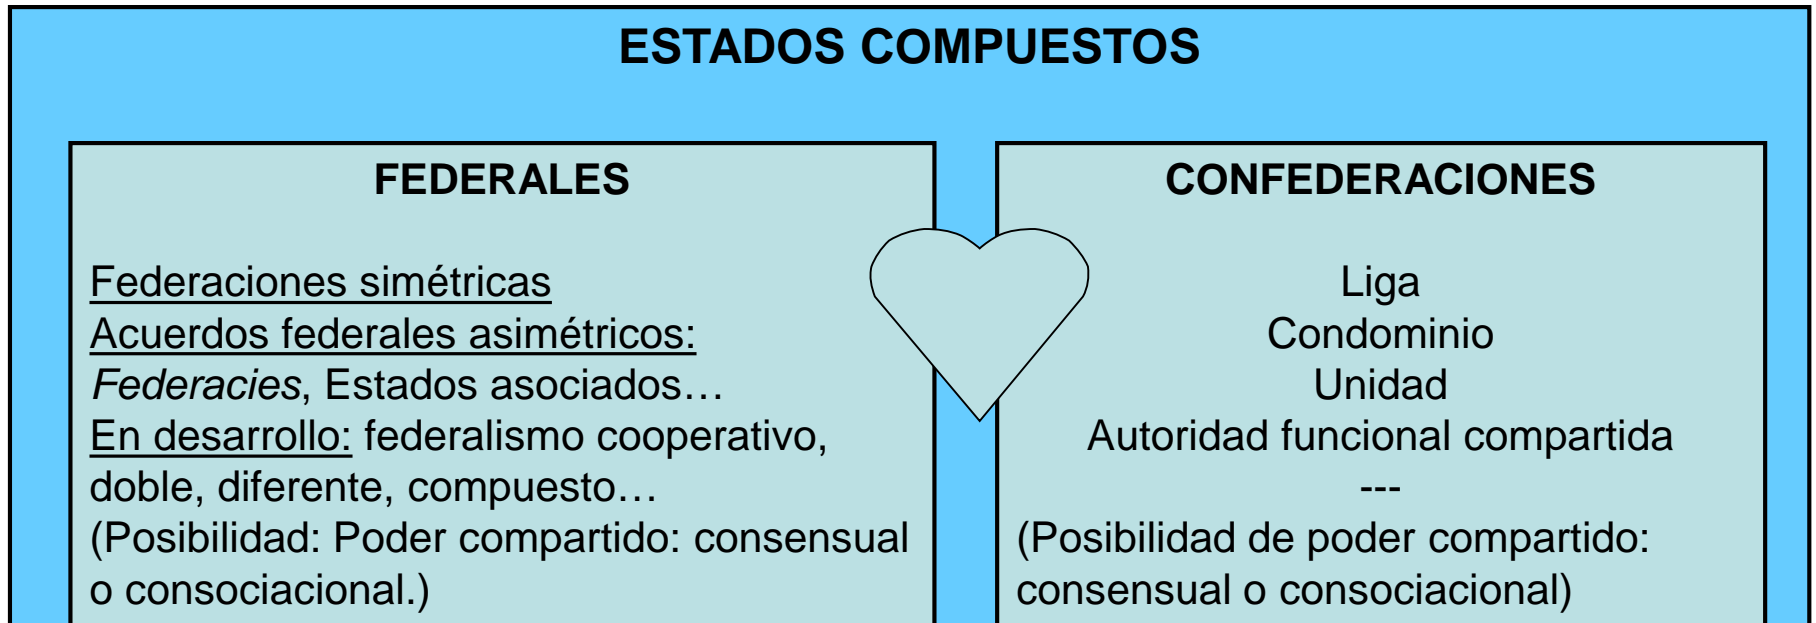 ESTADOS COMPUESTOS
FEDERALES
Federaciones simétricas
Acuerdos federales asimétricos:
Federacies, Estados asociados…
En desarrollo: federalismo cooperativo,
doble, diferente, compuesto…
(Posibilidad: Poder compartido: consensual
o consociacional.)
CONFEDERACIONES
Liga
Condominio
Unidad
Autoridad funcional compartida
---
(Posibilidad de poder compartido:
consensual o consociacional)